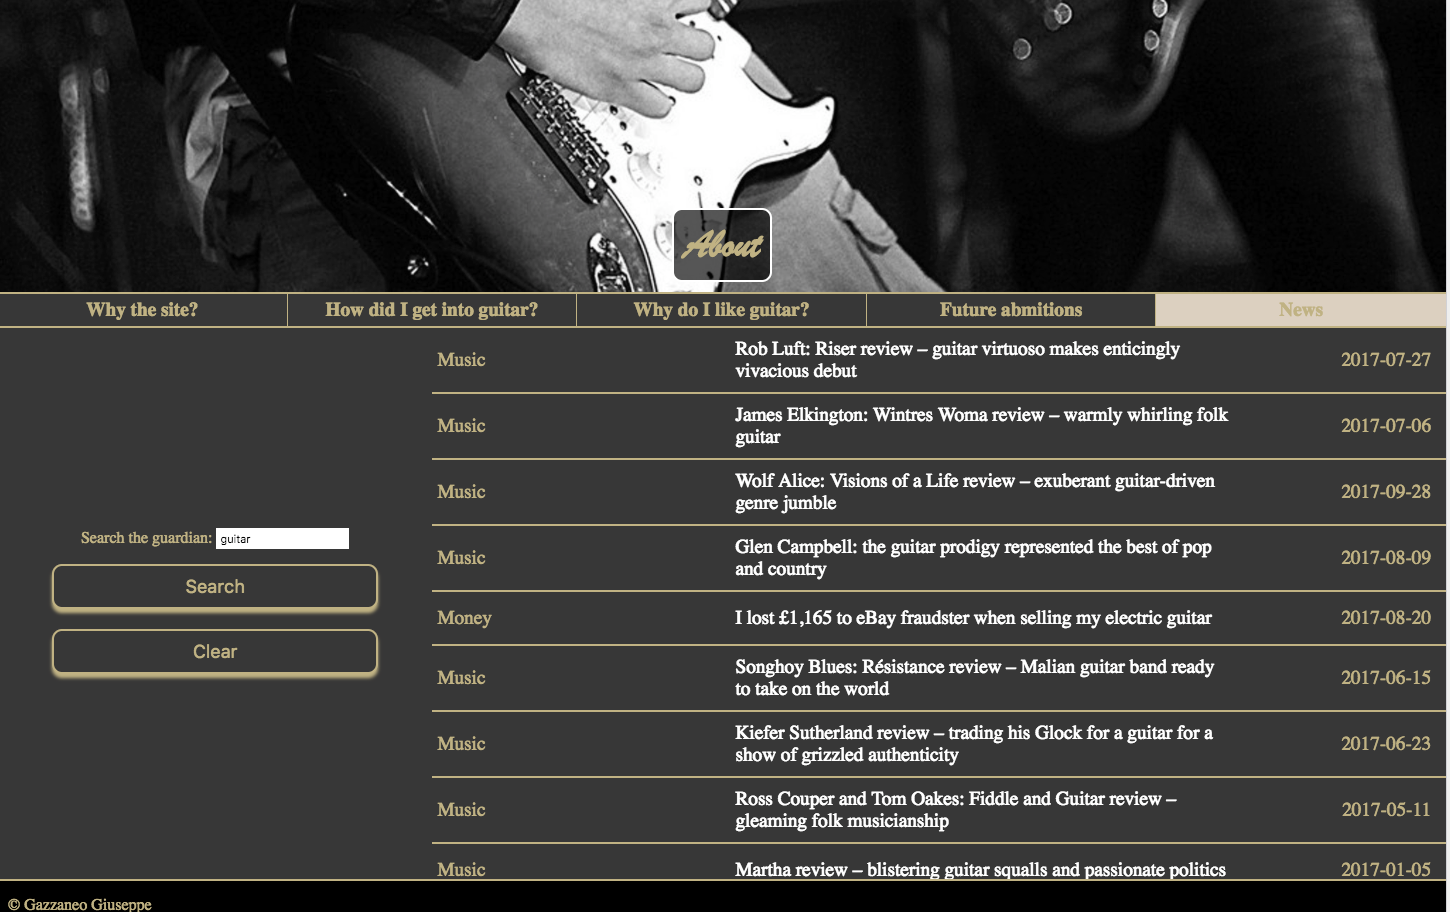 About
Why the site?
How did I get into guitar?
Why do I like guitar?
Future abmitions
News
Search the guardian: guitar
Search
Clear
Music
Rob Luft: Riser review – guitar virtuoso makes enticingly
vivacious debut
2017-07-27
Music
James Elkington: Wintres Woma review – warmly whirling folk
guitar
2017-07-06
Music
Wolf Alice: Visions of a Life review – exuberant guitar-driven
genre jumble
2017-09-28
Music
Glen Campbell: the guitar prodigy represented the best of pop
and country
2017-08-09
Money
I lost £1,165 to eBay fraudster when selling my electric guitar
2017-08-20
Music
Songhoy Blues: Résistance review – Malian guitar band ready
to take on the world
2017-06-15
Music
Kiefer Sutherland review – trading his Glock for a guitar for a
show of grizzled authenticity
2017-06-23
Music
Ross Couper and Tom Oakes: Fiddle and Guitar review –
gleaming folk musicianship
2017-05-11
Music
Martha review – blistering guitar squalls and passionate politics
2017-01-05
© Gazzaneo Giuseppe